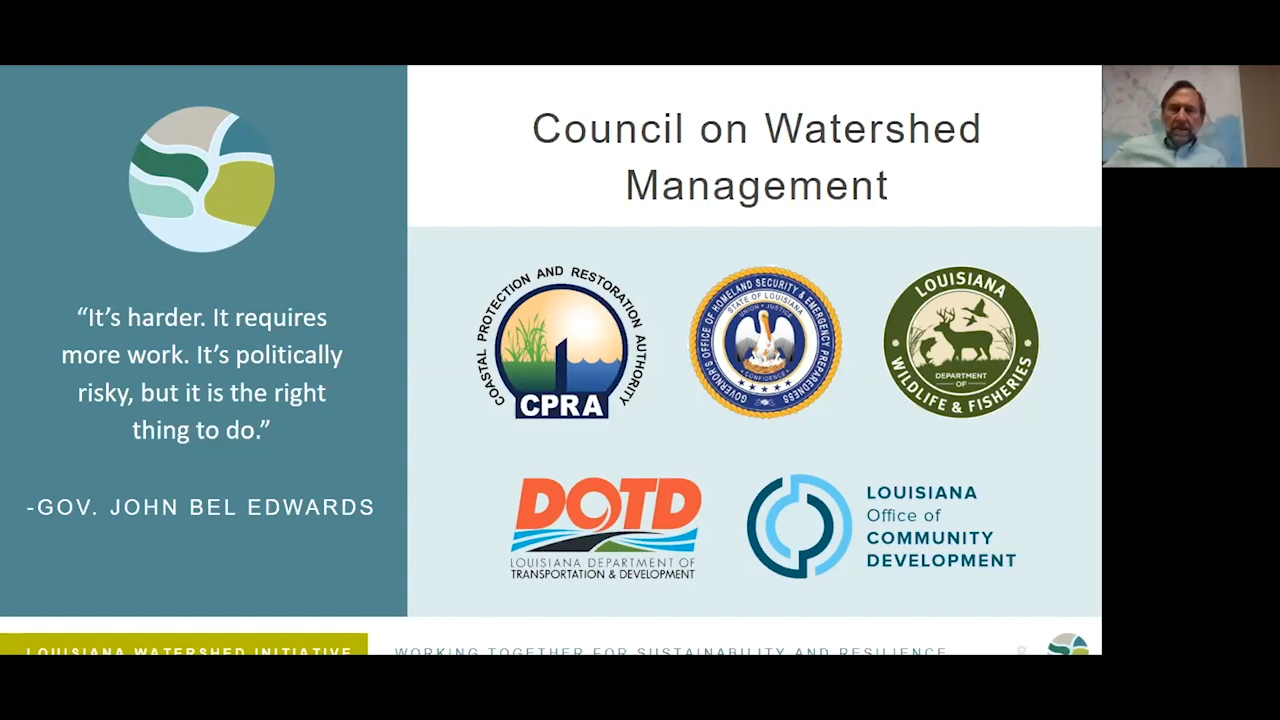 Council on Watershed
Management
“It’s harder. It requires
more work. It’s politically
risky, but it is the right
thing to do.”
-GOV. JOHN BEL EDWARDS
COASTAL PROTECTION AND RESTORATION AUTHORITY
CPRA
GOVERNOR'S OFFICE OF HOMELAND SECURITY & EMERGENCY PREPAREDNESS
STATE OF LOUISIANA
UNION • JUSTICE
CONFIDENCE
LOUISIANA
DEPARTMENT
OF
WILDLIFE & FISHERIES
DOTD
LOUISIANA DEPARTMENT OF
TRANSPORTATION & DEVELOPMENT
LOUISIANA
Office of
COMMUNITY
DEVELOPMENT
LOUISIANA WATERSHED INITIATIVE
WORKING TOGETHER FOR SUSTAINABILITY AND RESILIENCE
8